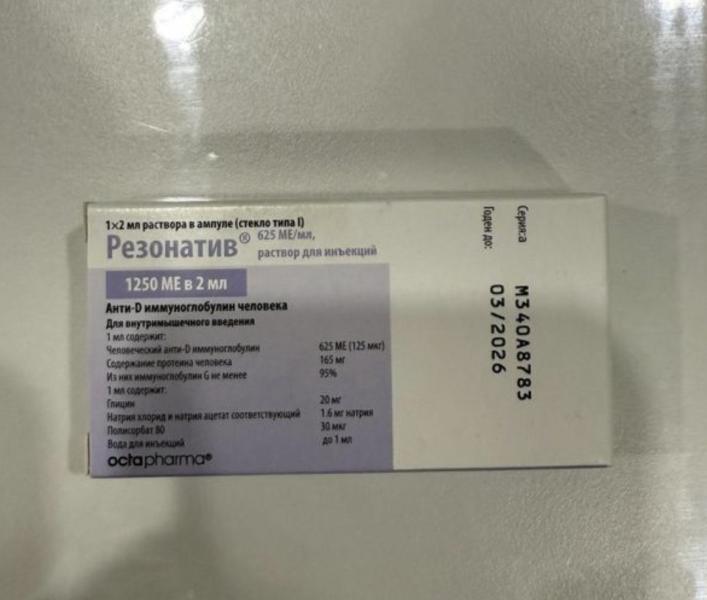 1×2 мл раствора в ампуле (стекло типа I)
Резонатив® 625 МЕ/мл,
раствор для инъекций
1250 МЕ в 2 мл
Анти-D иммуноглобулин человека
Для внутримышечного введения
1 мл содержит:
Человеческий анти-D иммуноглобулин 625 МЕ (125 мкг)
Содержание протеина человека 165 мг
Из них иммуноглобулин G не менее 95%
1 мл содержит:
Глицин 20 мг
Натрия хлорид и натрия ацетат соответствующий 1.6 мг натрия
Полисорбат 80 30 мкг
Вода для инъекций до 1 мл
octapharma®
Серия:а M340A8783
Годен до: 03/2026